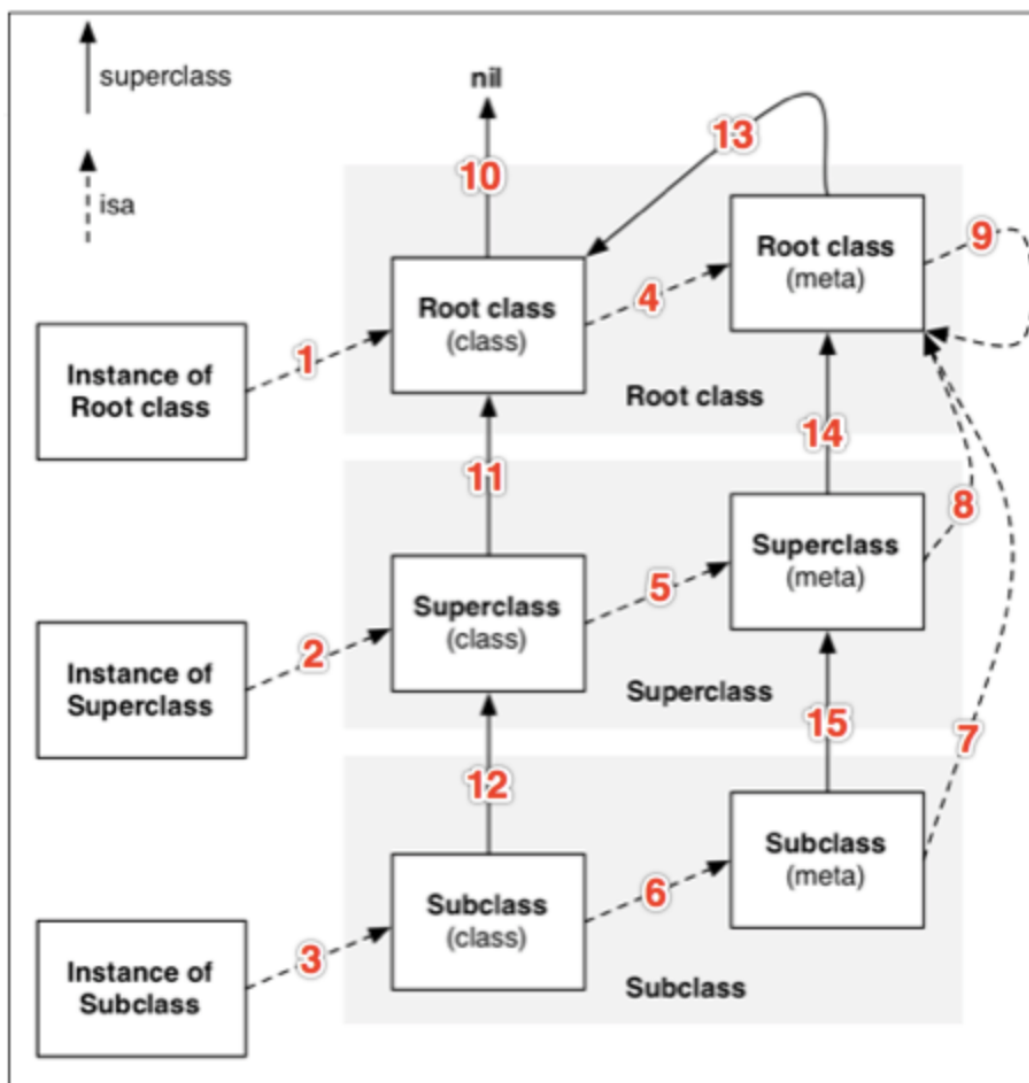 superclass
nil
13
10
isa
9
Root class
(meta)
4
Root class
(class)
1
Instance of
Root class
Root class
14
11
8
Superclass
(meta)
5
Superclass
(class)
2
Instance of
Superclass
Superclass
15
7
12
Subclass
(meta)
6
Subclass
(class)
3
Instance of
Subclass
Subclass